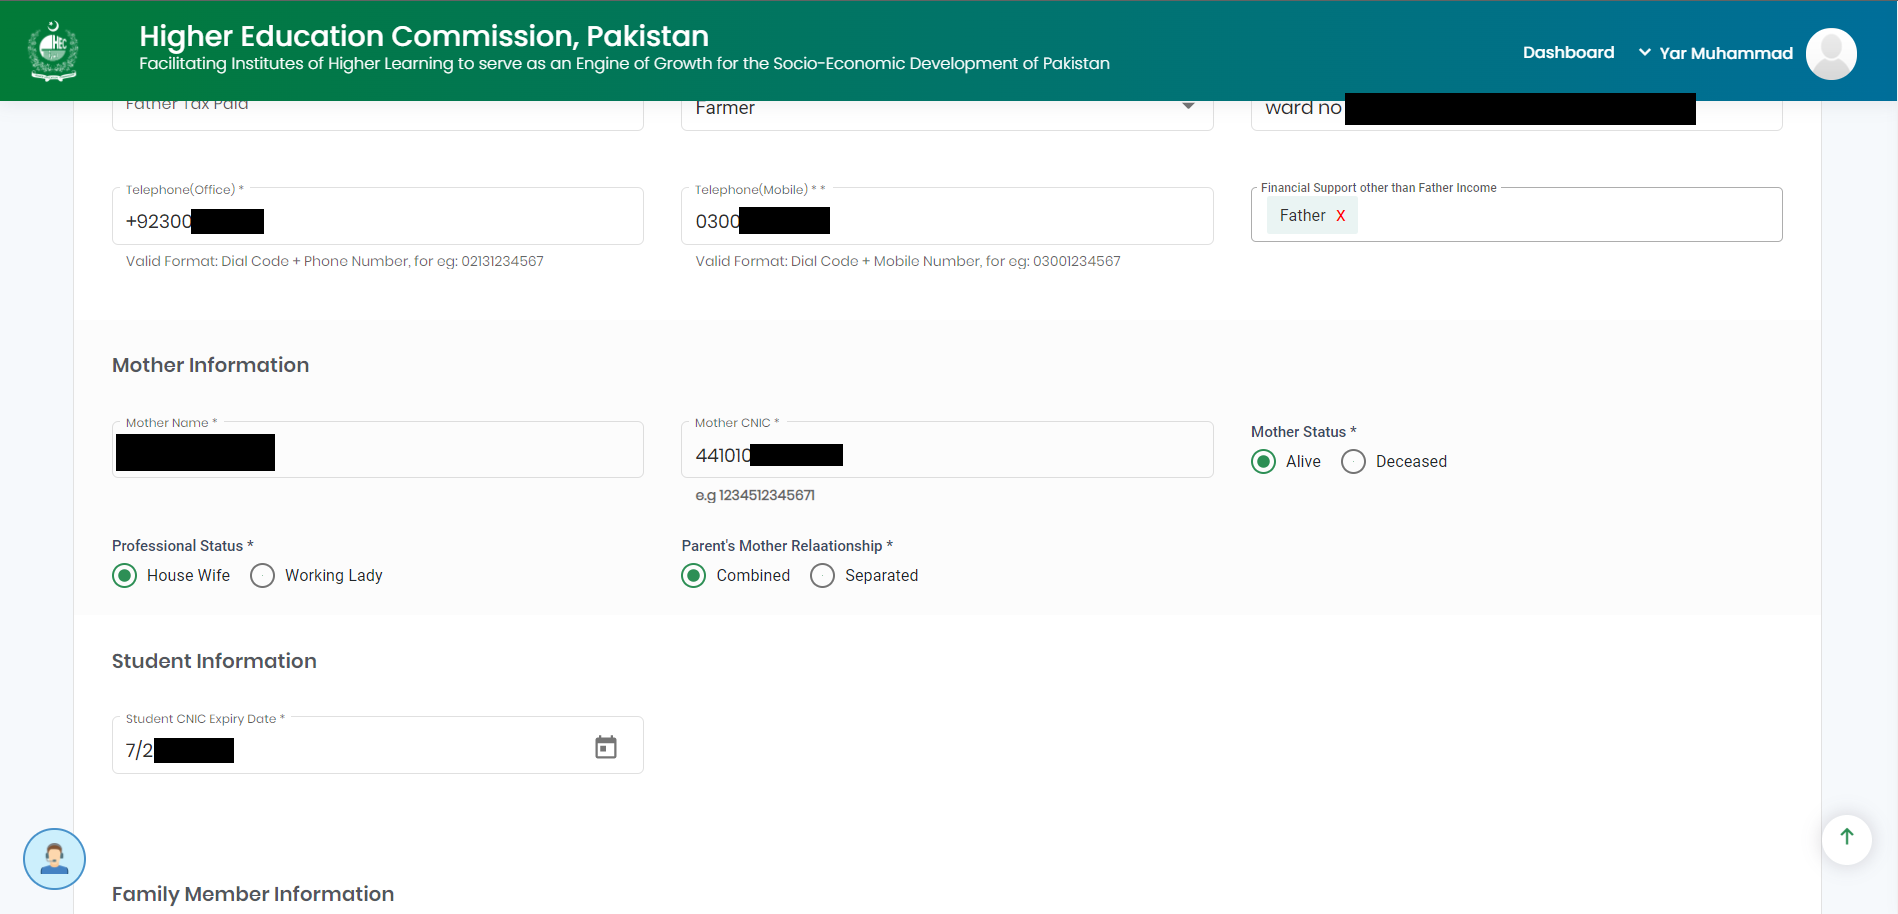 Higher Education Commission, Pakistan
Facilitating Institutes of Higher Learning to serve as an Engine of Growth for the Socio-Economic Development of Pakistan
Dashboard
Yar Muhammad
HEC
Father Tax Paid
Farmer
ward no
Telephone(Office) *
+92300
Valid Format: Dial Code + Phone Number, for eg: 02131234567
Telephone(Mobile) * *
0300
Valid Format: Dial Code + Mobile Number, for eg: 03001234567
Financial Support other than Father Income
Father X
Mother Information
Mother Name *
Mother CNIC *
441010
e.g 1234512345671
Mother Status *
Alive
Deceased
Professional Status *
House Wife
Working Lady
Parent's Mother Relaationship *
Combined
Separated
Student Information
Student CNIC Expiry Date *
7/2
Family Member Information